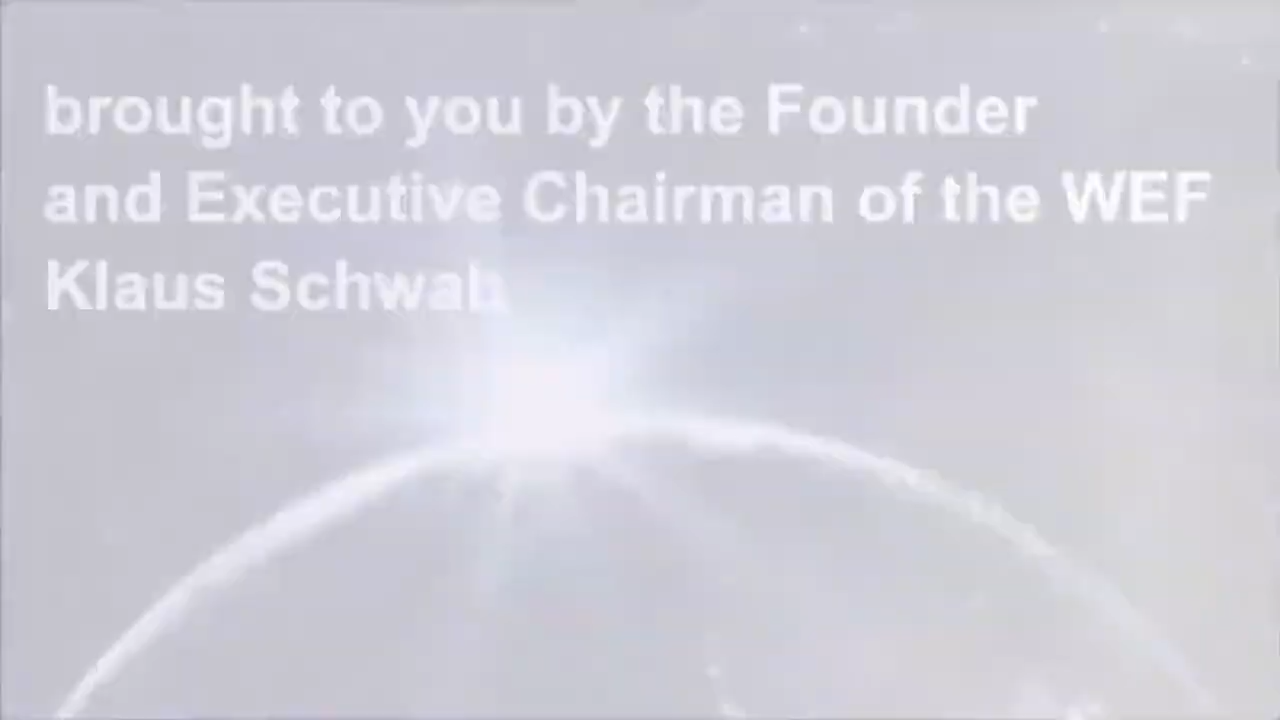 brought to you by the Founder
and Executive Chairman of the WEF
Klaus Schwab